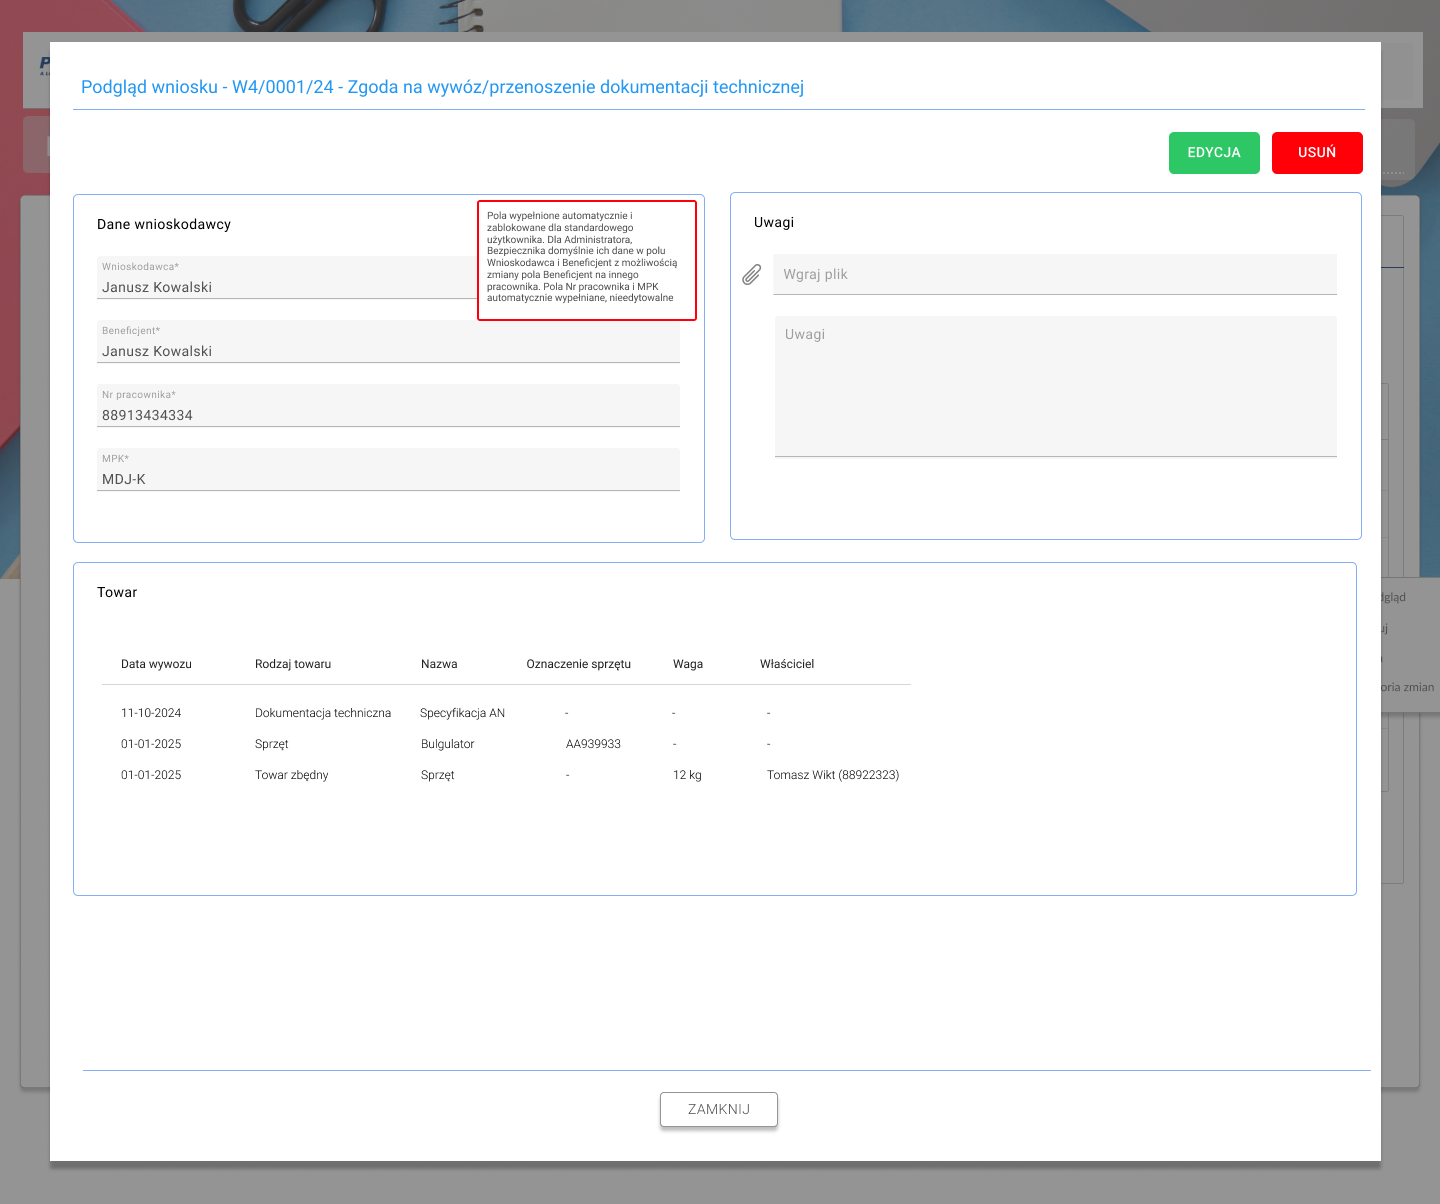 Podgląd wniosku - W4/0001/24 - Zgoda na wywóz/przenoszenie dokumentacji technicznej
EDYCJA
USUŃ
Dane wnioskodawcy
Pola wypełnione automatycznie i
zablokowane dla standardowego
użytkownika. Dla Administratora,
Bezpiecznika domyślnie ich dane w polu
Wnioskodawca i Beneficjent z możliwością
zmiany pola Beneficjent na innego
pracownika. Pola Nr pracownika i MPK
automatycznie wypełniane, nieedytowalne
Wnioskodawca*
Janusz Kowalski
Beneficjent*
Janusz Kowalski
Nr pracownika*
88913434334
MPK*
MDJ-K
Uwagi
Wgraj plik
Uwagi
Towar
Data wywozu Rodzaj towaru Nazwa Oznaczenie sprzętu Waga Właściciel
11-10-2024 Dokumentacja techniczna Specyfikacja AN - - -
01-01-2025 Sprzęt Bulgulator AA939933 - -
01-01-2025 Towar zbędny Sprzęt - 12 kg Tomasz Wikt (88922323)
zmian
ZAMKNIJ